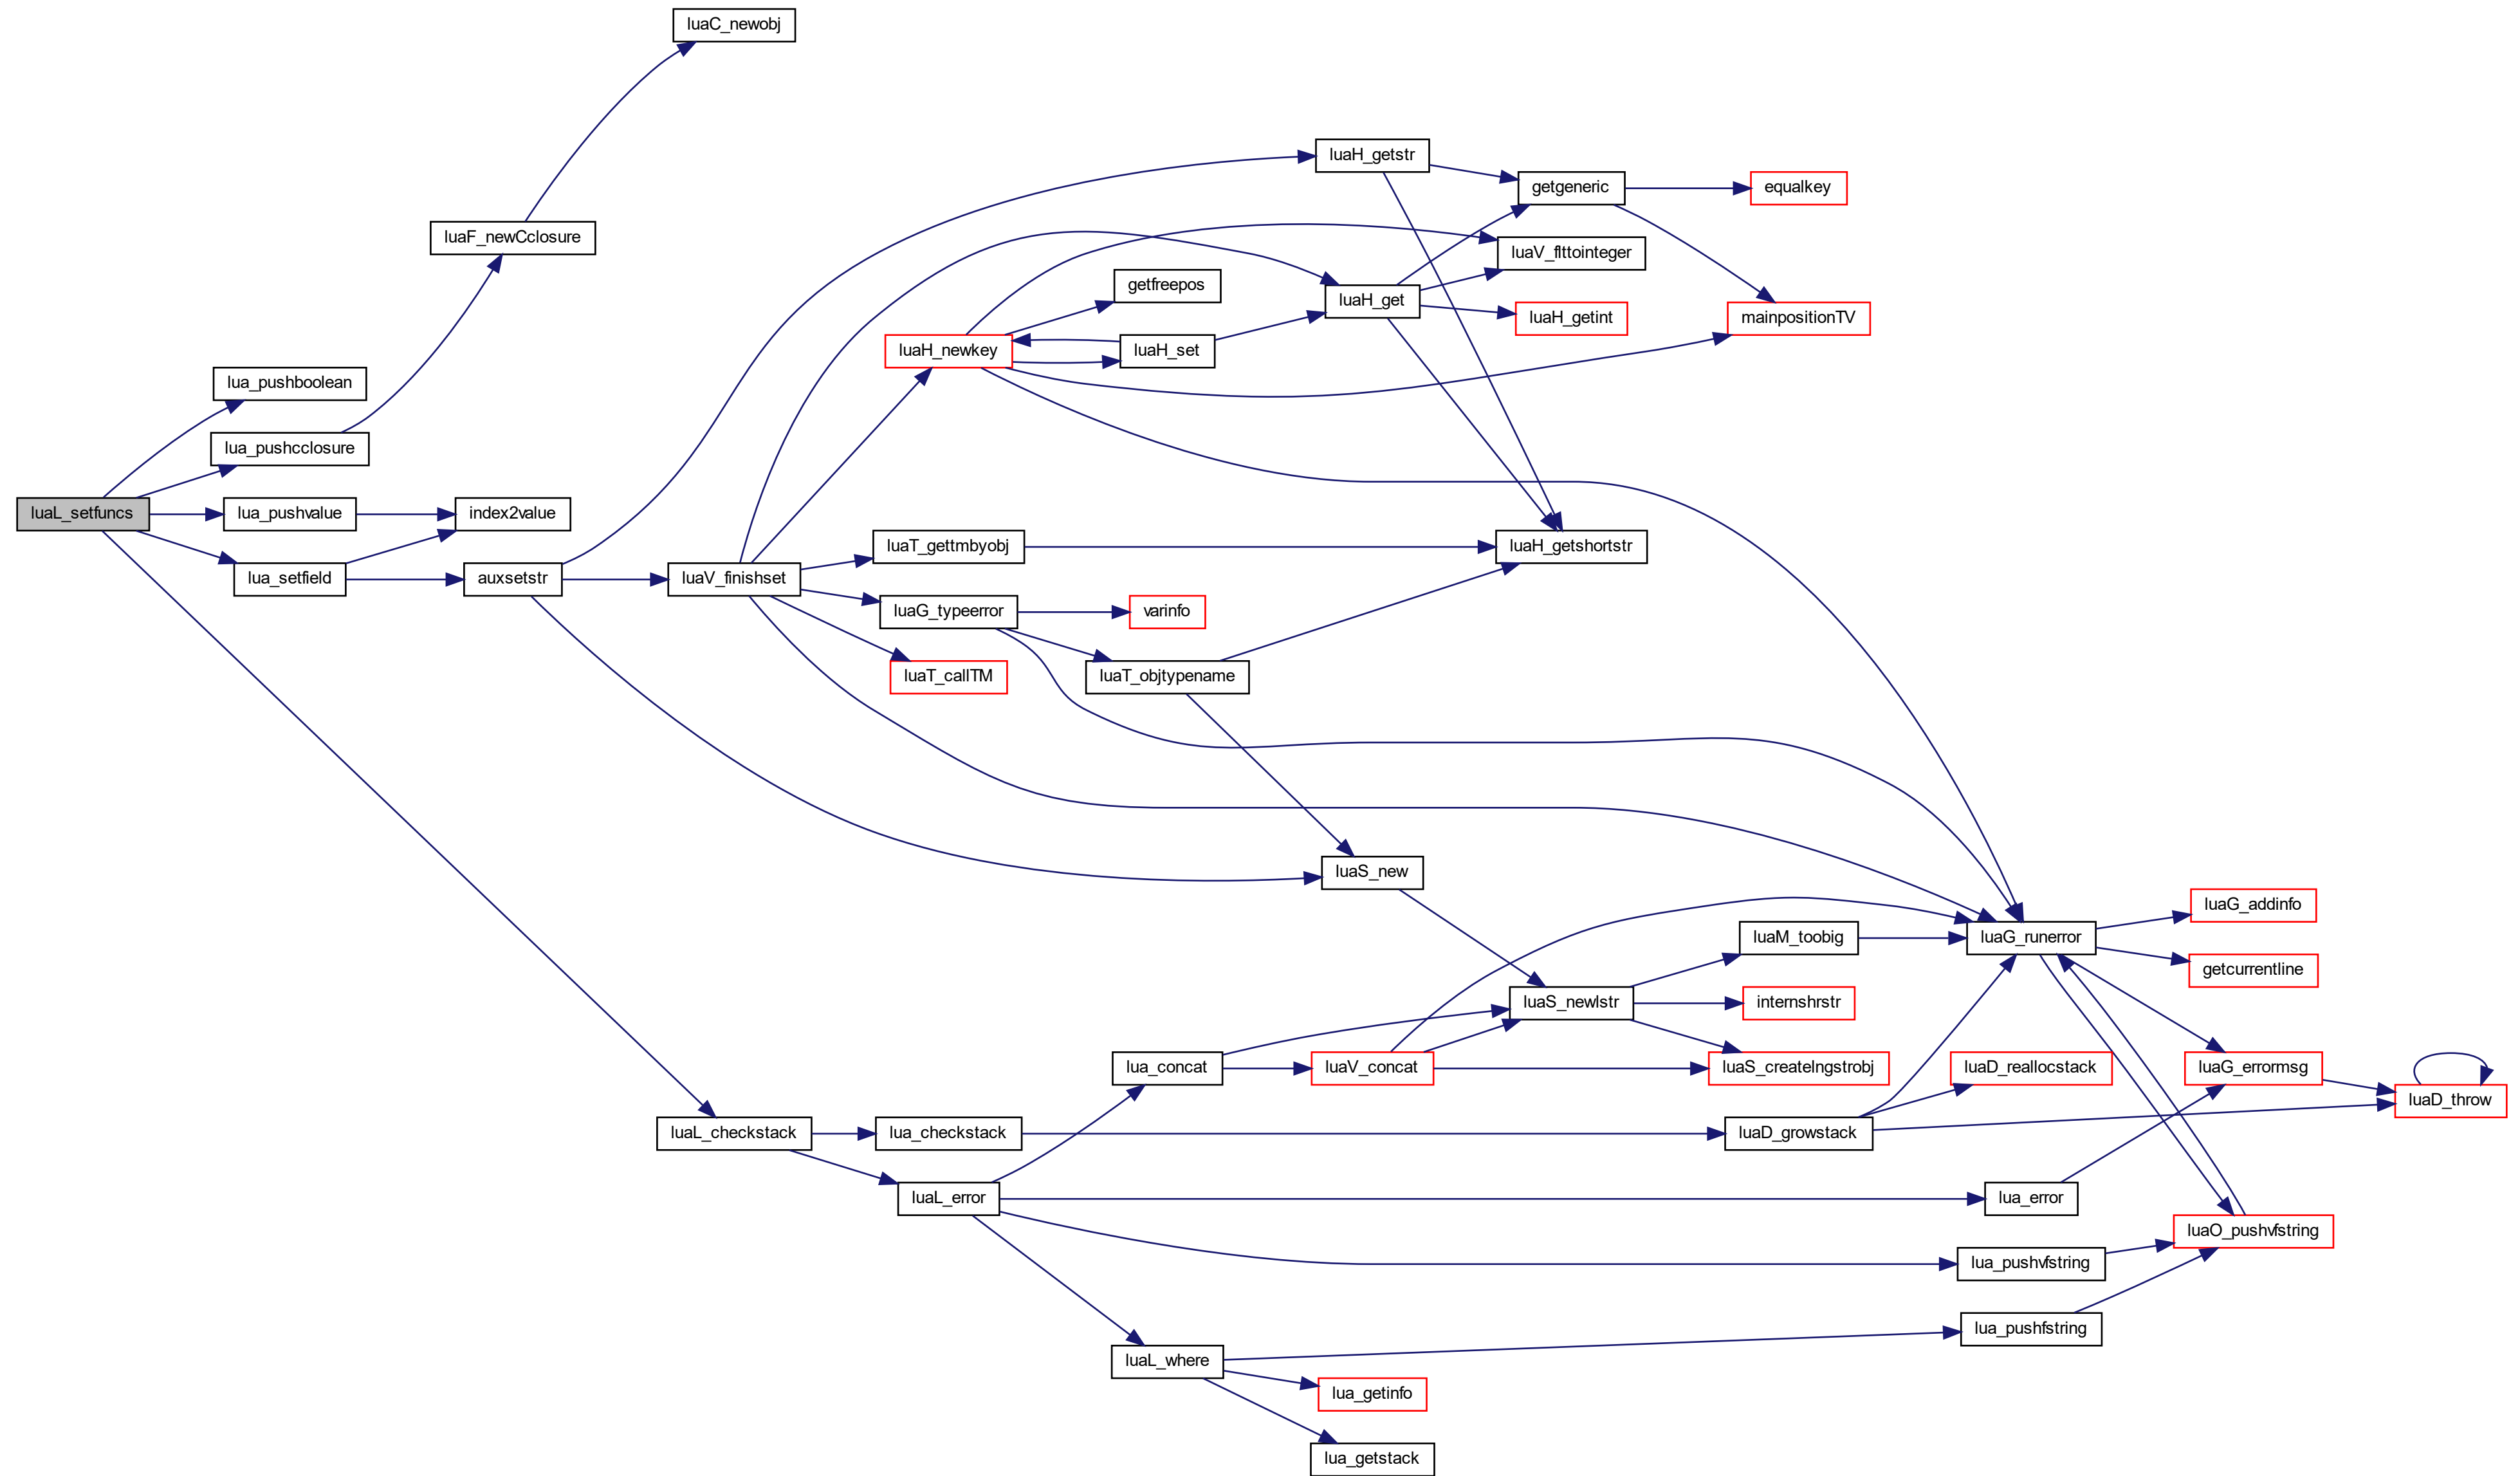 luaC_newobj
luaH_getstr
getgeneric
equalkey
luaF_newCclosure
luaV_flttointeger
getfreepos
luaH_get
luaH_getint
mainpositionTV
luaH_newkey
luaH_set
lua_pushboolean
lua_pushcclosure
luaL_setfuncs
lua_pushvalue
index2value
luaT_gettmbyobj
luaH_getshortstr
lua_setfield
auxsetstr
luaV_finishset
luaG_typeerror
varinfo
luaT_callTM
luaT_objtypename
luaS_new
luaG_addinfo
luaM_toobig
luaG_runerror
getcurrentline
luaS_newlstr
internshrstr
lua_concat
luaV_concat
luaS_createlngstrobj
luaD_reallocstack
luaG_errormsg
luaD_throw
luaL_checkstack
lua_checkstack
luaD_growstack
luaL_error
lua_error
luaO_pushvfstring
lua_pushvfstring
lua_pushfstring
luaL_where
lua_getinfo
lua_getstack